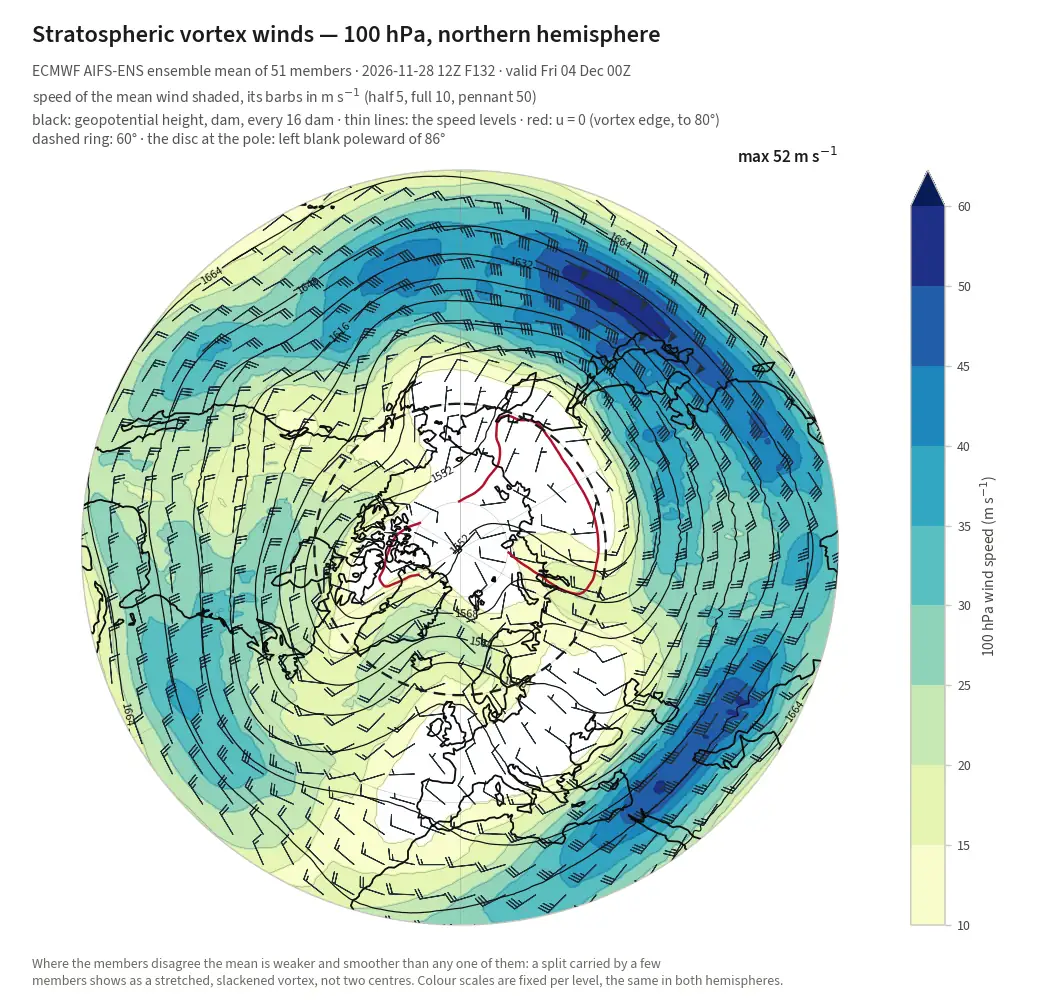 Stratospheric vortex winds — 100 hPa, northern hemisphere
ECMWF AIFS-ENS ensemble mean of 51 members · 2026-11-28 12Z F132 · valid Fri 04 Dec 00Z
speed of the mean wind shaded, its barbs in m s−1 (half 5, full 10, pennant 50)
black: geopotential height, dam, every 16 dam · thin lines: the speed levels · red: u = 0 (vortex edge, to 80°)
dashed ring: 60° · the disc at the pole: left blank poleward of 86°
max 52 m s−1
60
50
45
40
35
30
25
20
15
10
100 hPa wind speed (m s−1)
1664
1664
1632
1648
1616
1552
1568
1664
1664
Where the members disagree the mean is weaker and smoother than any one of them: a split carried by a few
members shows as a stretched, slackened vortex, not two centres. Colour scales are fixed per level, the same in both hemispheres.